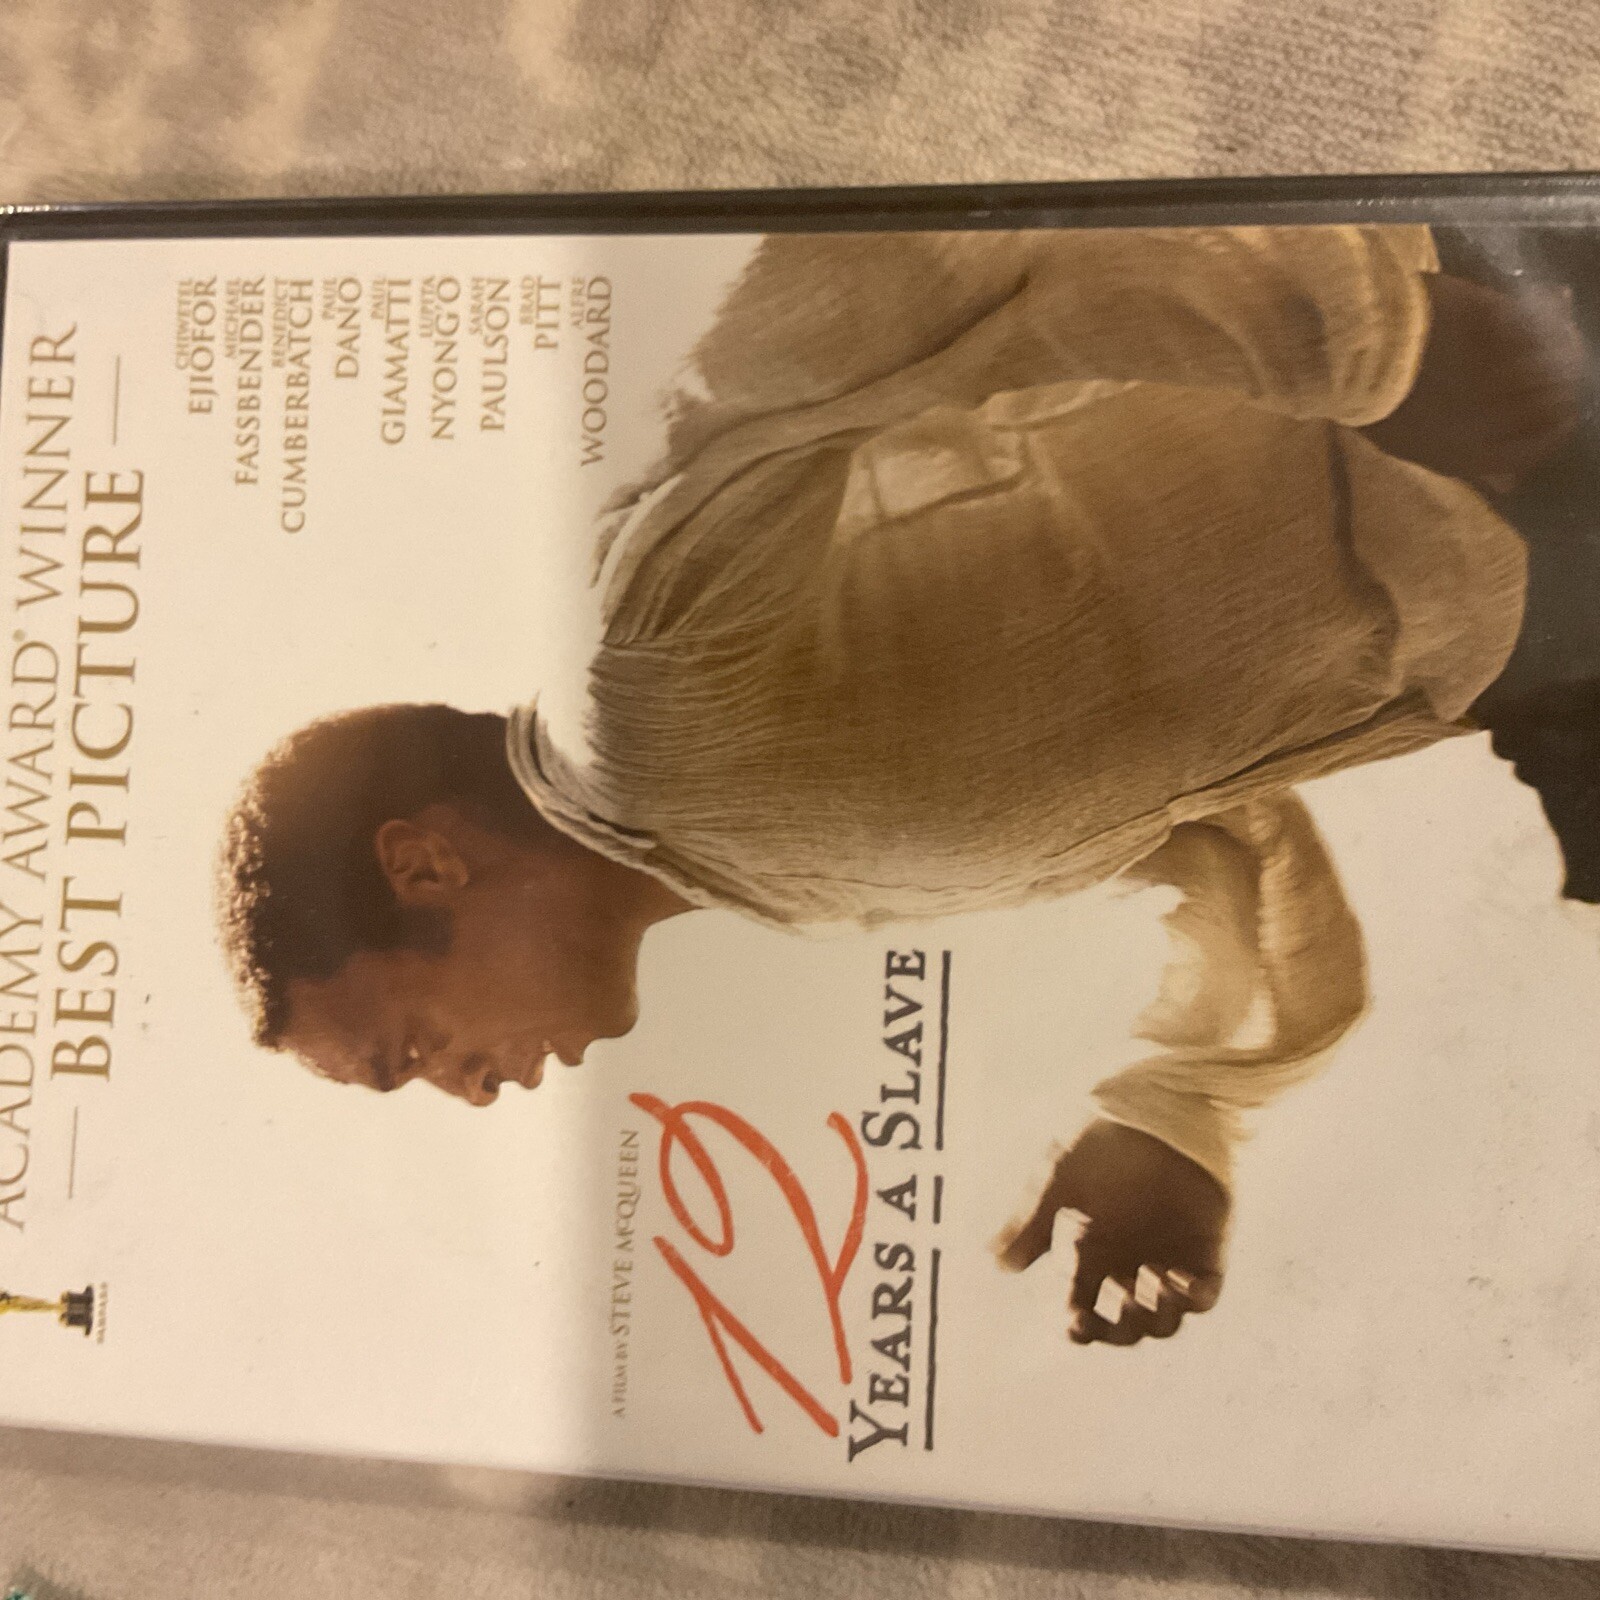 ACADEMY AWARD® WINNER
BEST PICTURE
CHIWETEL
EJIOFOR
MICHAEL
FASSBENDER
BENEDICT
CUMBERBATCH
PAUL
DANO
PAUL
GIAMATTI
LUPITA
NYONG'O
SARAH
PAULSON
BRAD
PITT
ALFRE
WOODARD
A FILM BY STEVE McQUEEN
12
YEARS A SLAVE